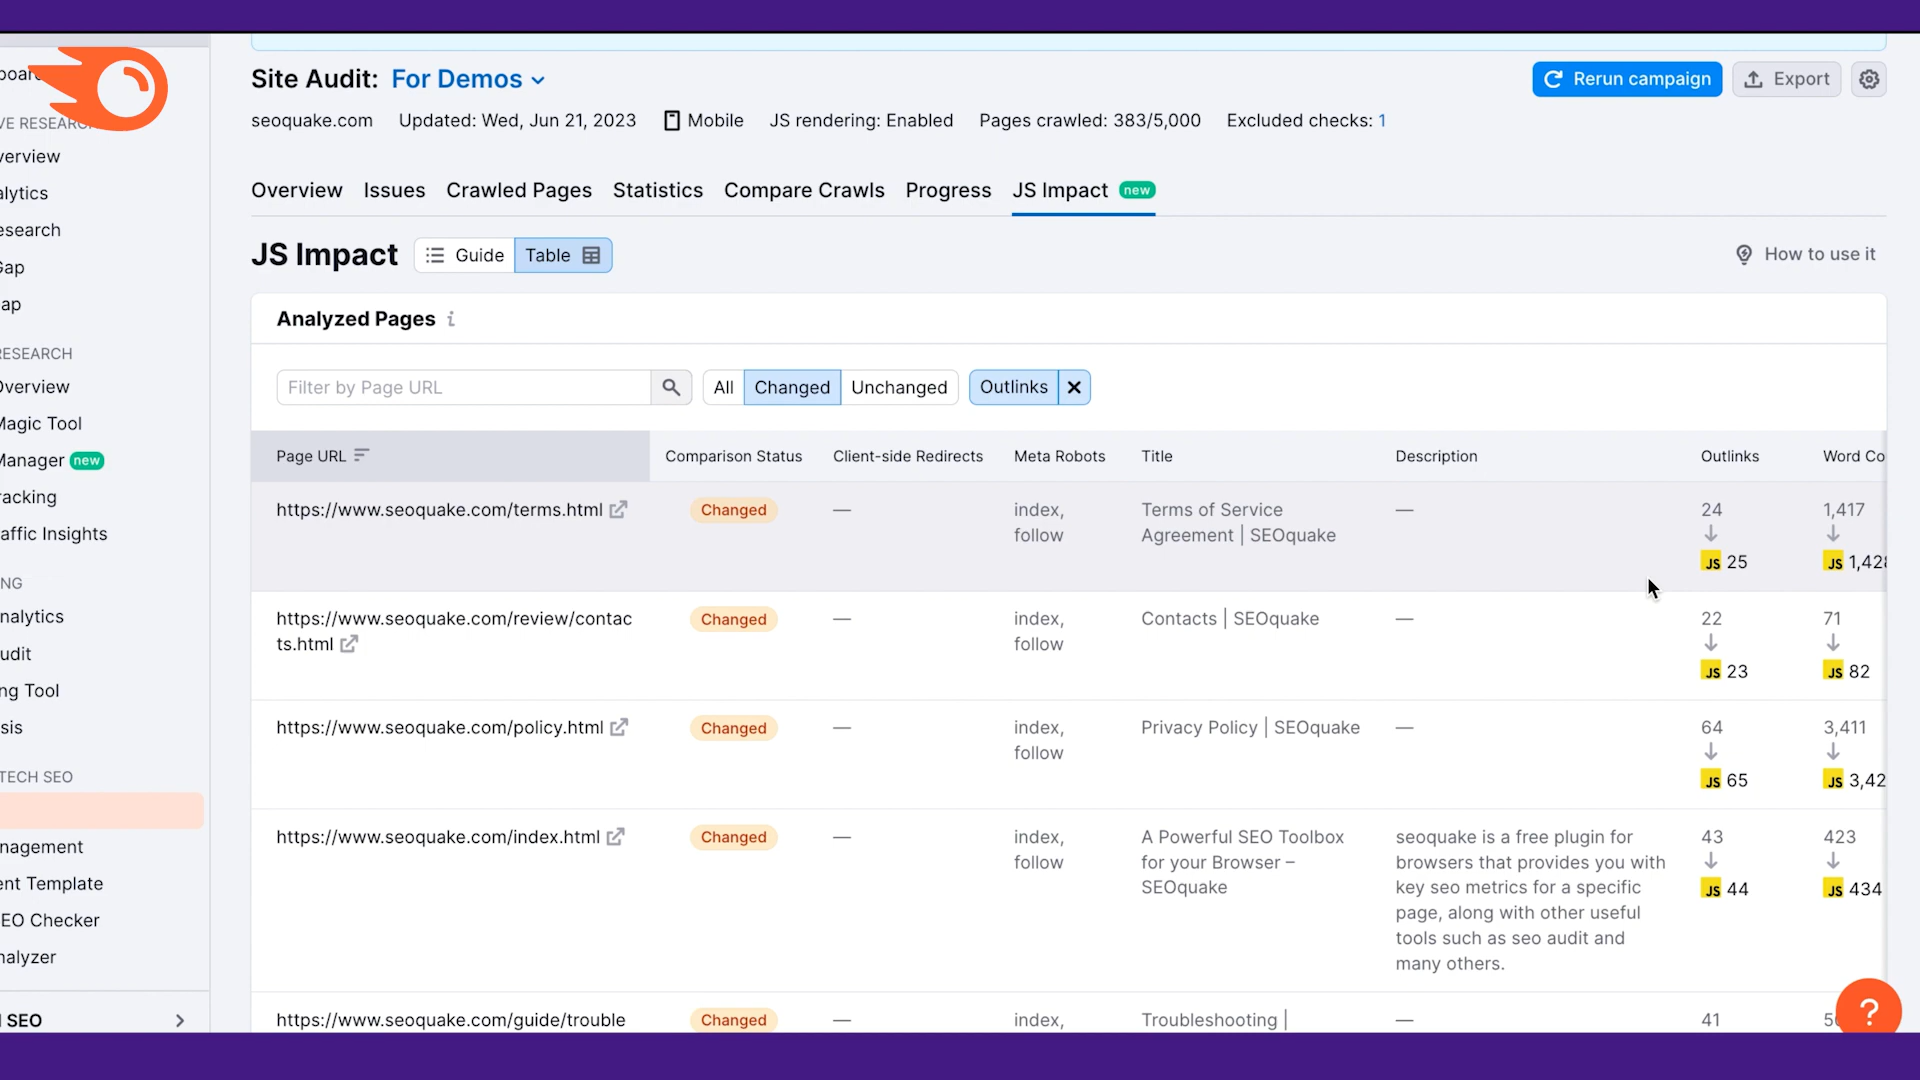 Site Audit: For Demos
Rerun campaign
Export
seoquake.com Updated: Wed, Jun 21, 2023 Mobile JS rendering: Enabled Pages crawled: 383/5,000 Excluded checks: 1
Overview Issues Crawled Pages Statistics Compare Crawls Progress JS Impact new
JS Impact Guide Table
How to use it
Analyzed Pages i
Filter by Page URL All Changed Unchanged Outlinks
Page URL Comparison Status Client-side Redirects Meta Robots Title Description Outlinks Word Co
https://www.seoquake.com/terms.html Changed — index, Terms of Service — 24 1,417
follow Agreement | SEOquake
JS 25 JS 1,428
https://www.seoquake.com/review/contac Changed — index, Contacts | SEOquake — 22 71
ts.html follow
JS 23 JS 82
https://www.seoquake.com/policy.html Changed — index, Privacy Policy | SEOquake — 64 3,411
follow
JS 65 JS 3,42
https://www.seoquake.com/index.html Changed — index, A Powerful SEO Toolbox seoquake is a free plugin for 43 423
follow for your Browser – browsers that provides you with
SEOquake key seo metrics for a specific JS 44 JS 434
page, along with other useful
tools such as seo audit and
many others.
https://www.seoquake.com/guide/trouble Changed — index, Troubleshooting | — 41 5
?
boar
VE RESEARC
verview
alytics
esearch
Gap
ap
RESEARCH
Overview
Magic Tool
Manager new
racking
affic Insights
NG
nalytics
udit
ng Tool
sis
TECH SEO
nagement
ent Template
EO Checker
nalyzer
SEO